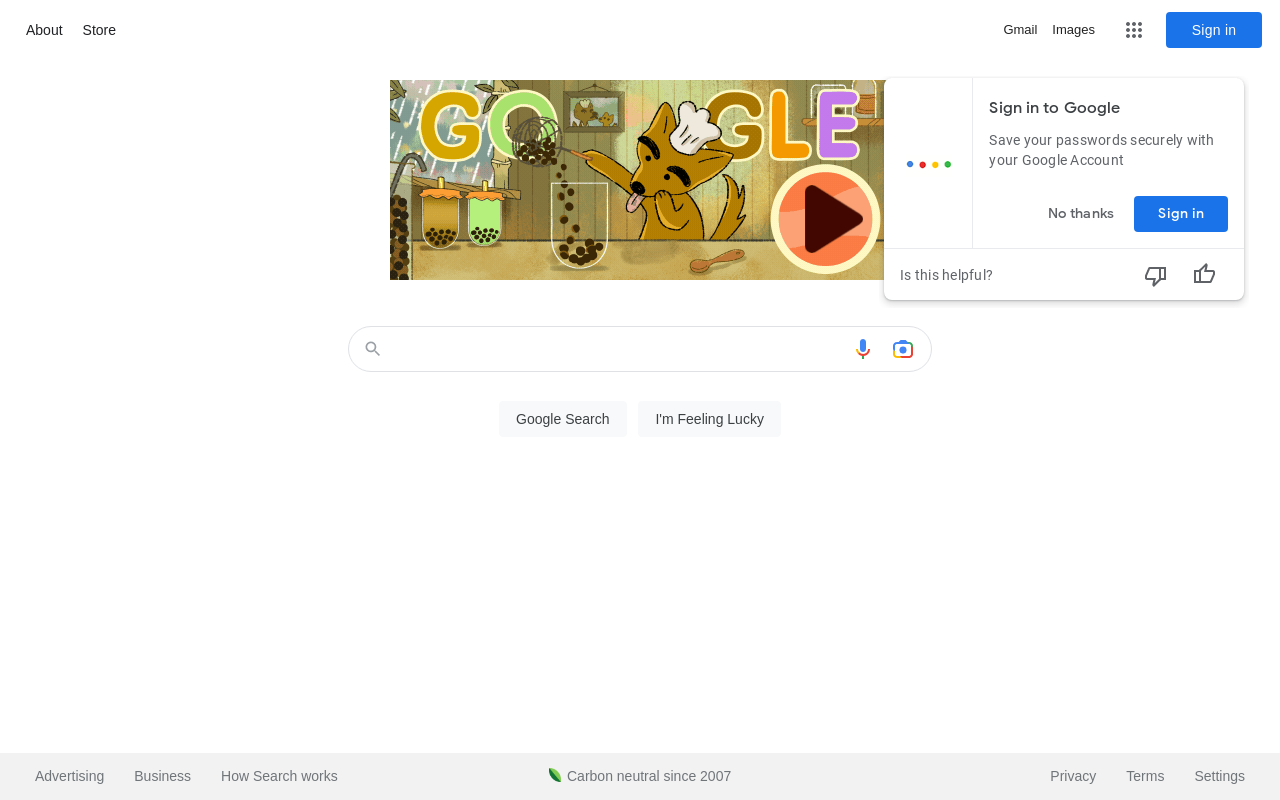 About Store
Gmail Images
Sign in
GOOGLE
Sign in to Google
Save your passwords securely with
your Google Account
No thanks
Sign in
Is this helpful?
Google Search
I'm Feeling Lucky
Advertising
Business
How Search works
Carbon neutral since 2007
Privacy
Terms
Settings